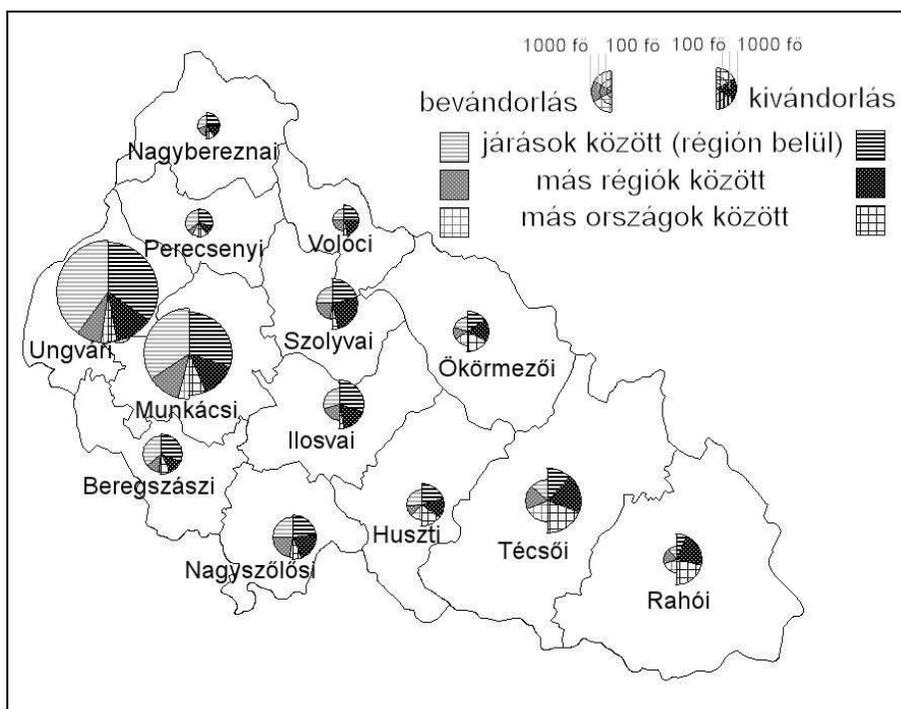 1000 fő 100 fő 100 fő 1000 fő
bevándorlás kivándorlás
járások között (régión belül)
más régiók között
más országok között
Nagybereznai
Perecsenyi
Volóci
Ungvári
Szolyvai
Ökörmezői
Munkácsi
Ilosvai
Beregszászi
Huszti
Técsői
Nagyszőlősi
Rahói